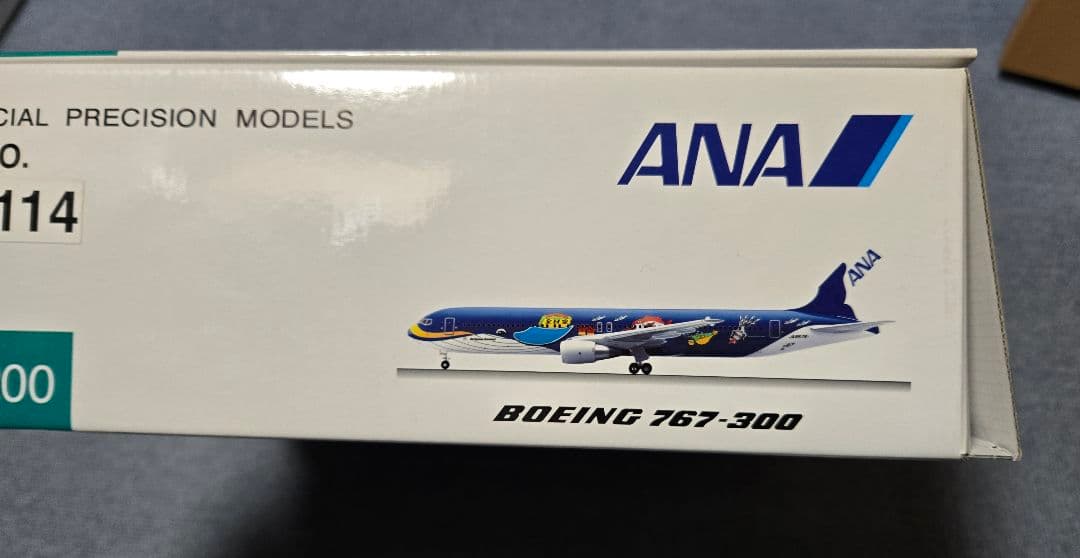 CIAL PRECISION MODELS
O.
114
ANA
ANA
00
BOEING 767-300